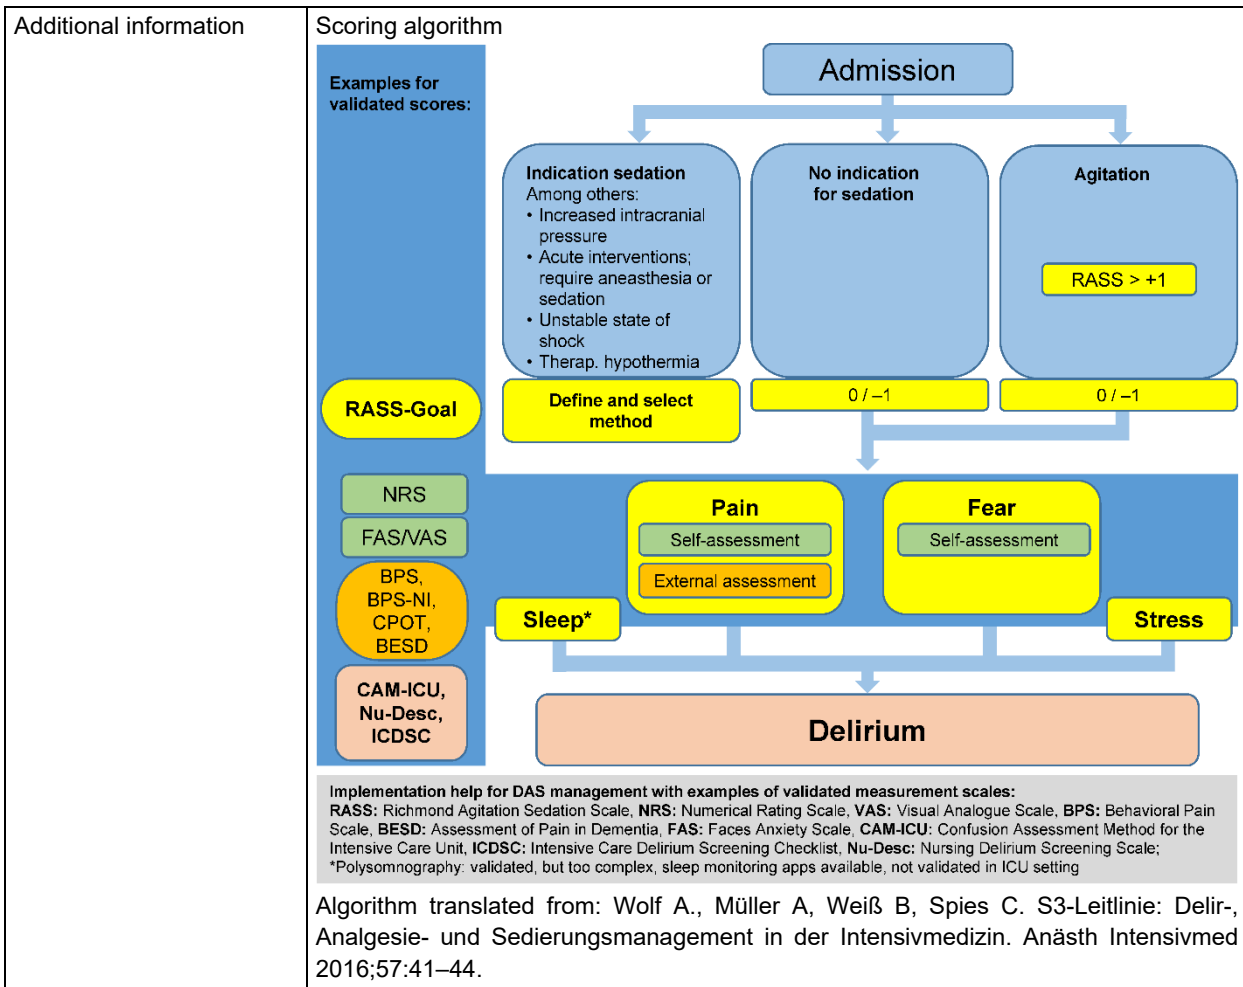 Additional information
Scoring algorithm
Examples for
validated scores:
Admission
Indication sedation
Among others:
• Increased intracranial
pressure
• Acute interventions;
require aneasthesia or
sedation
• Unstable state of
shock
• Therap. hypothermia
No indication
for sedation
Agitation
RASS > +1
RASS-Goal
Define and select
method
0 / –1
0 / –1
NRS
FAS/VAS
BPS,
BPS-NI,
CPOT,
BESD
CAM-ICU,
Nu-Desc,
ICDSC
Pain
Self-assessment
External assessment
Fear
Self-assessment
Sleep*
Stress
Delirium
Implementation help for DAS management with examples of validated measurement scales:
RASS: Richmond Agitation Sedation Scale, NRS: Numerical Rating Scale, VAS: Visual Analogue Scale, BPS: Behavioral Pain
Scale, BESD: Assessment of Pain in Dementia, FAS: Faces Anxiety Scale, CAM-ICU: Confusion Assessment Method for the
Intensive Care Unit, ICDSC: Intensive Care Delirium Screening Checklist, Nu-Desc: Nursing Delirium Screening Scale;
*Polysomnography: validated, but too complex, sleep monitoring apps available, not validated in ICU setting
Algorithm translated from: Wolf A., Müller A, Weiß B, Spies C. S3-Leitlinie: Delir-,
Analgesie- und Sedierungsmanagement in der Intensivmedizin. Anästh Intensivmed
2016;57:41–44.